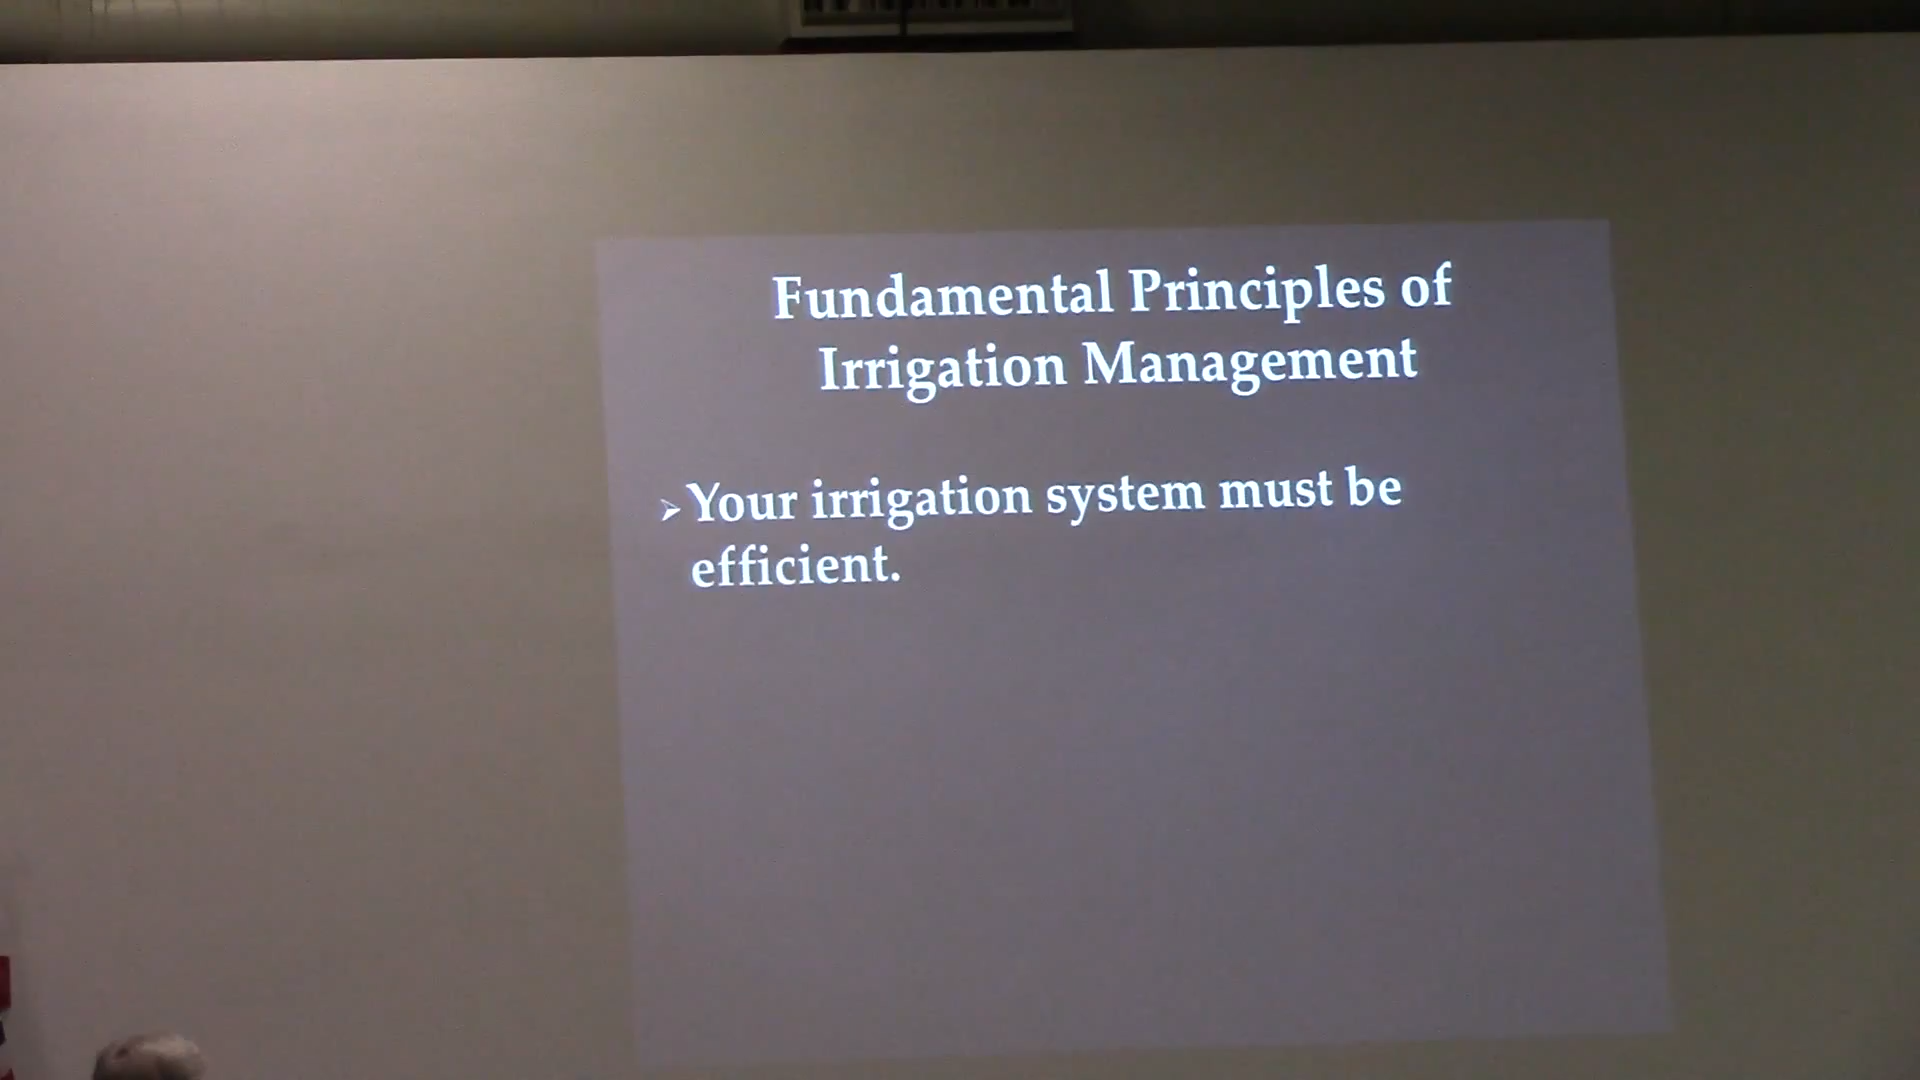 Fundamental Principles of
Irrigation Management
➢Your irrigation system must be
efficient.